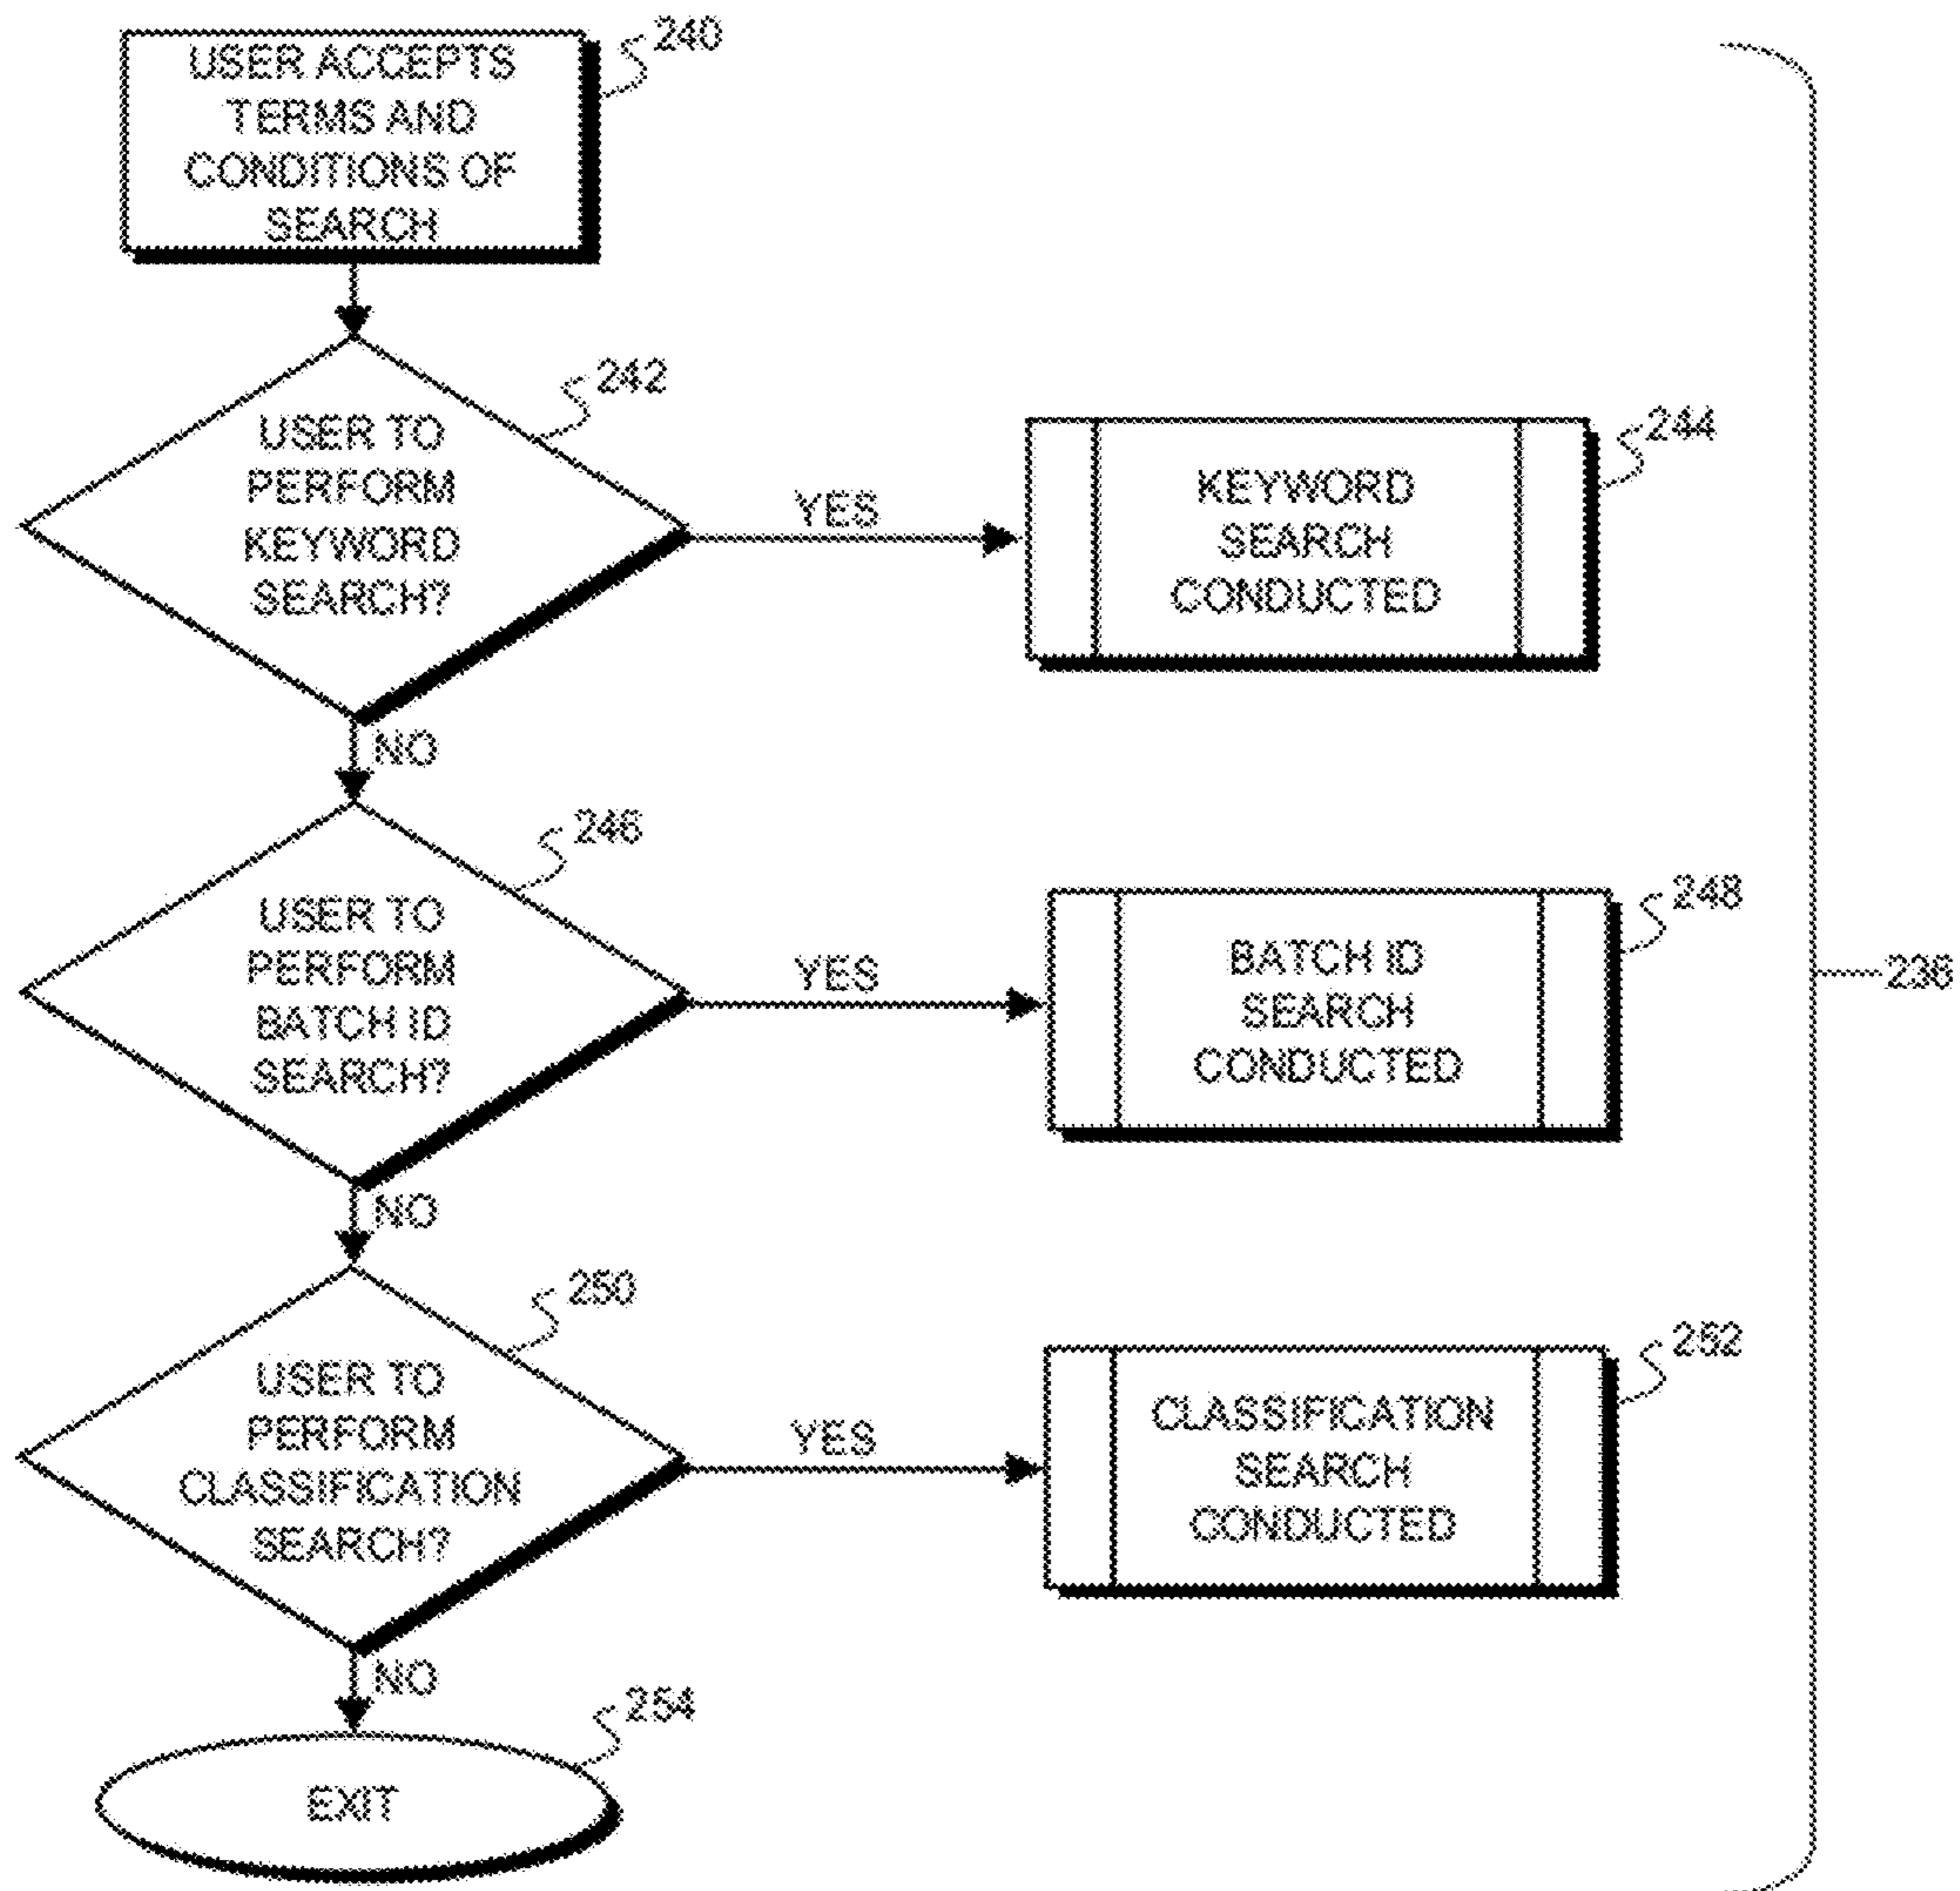 240
USER ACCEPTS
TERMS AND
CONDITIONS OF
SEARCH
242
USER TO
PERFORM
KEYWORD
SEARCH?
YES
244
KEYWORD
SEARCH
CONDUCTED
NO
246
USER TO
PERFORM
BATCH ID
SEARCH?
YES
248
BATCH ID
SEARCH
CONDUCTED
236
NO
250
USER TO
PERFORM
CLASSIFICATION
SEARCH?
YES
252
CLASSIFICATION
SEARCH
CONDUCTED
NO
254
EXIT